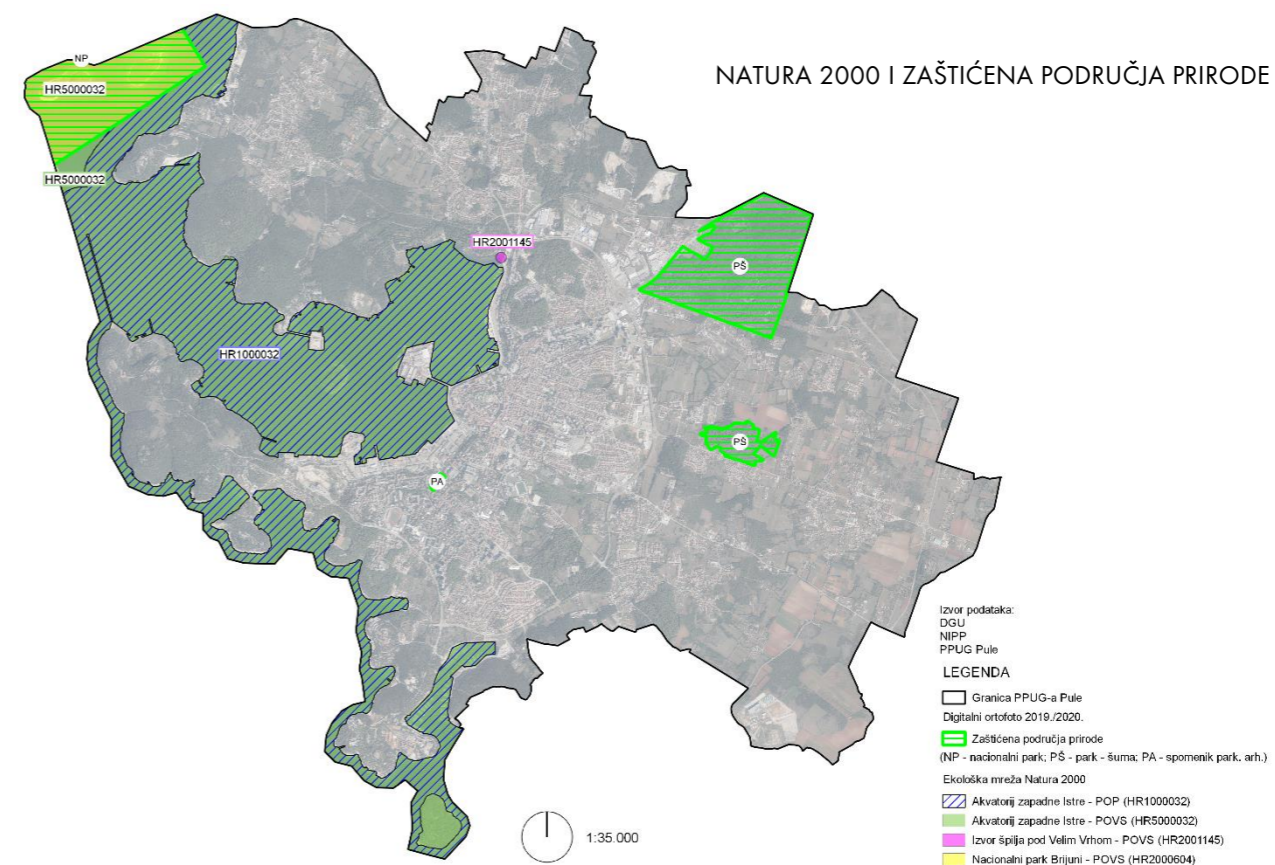 NATURA 2000 I ZAŠTIĆENA PODRUČJA PRIRODE
NP
HR5000032
HR5000032
HR2001145
PŠ
HR1000032
PŠ
PA
Izvor podataka:
DGU
NIPP
PPUG Pule
LEGENDA
Granica PPUG-a Pule
Digitalni ortofoto 2019./2020.
Zaštićena područja prirode
(NP - nacionalni park; PŠ - park - šuma; PA - spomenik park. arh.)
Ekološka mreža Natura 2000
Akvatorij zapadne Istre - POP (HR1000032)
Akvatorij zapadne Istre - POVS (HR5000032)
Izvor špilja pod Velim Vrhom - POVS (HR2001145)
Nacionalni park Brijuni - POVS (HR2000604)
1:35.000